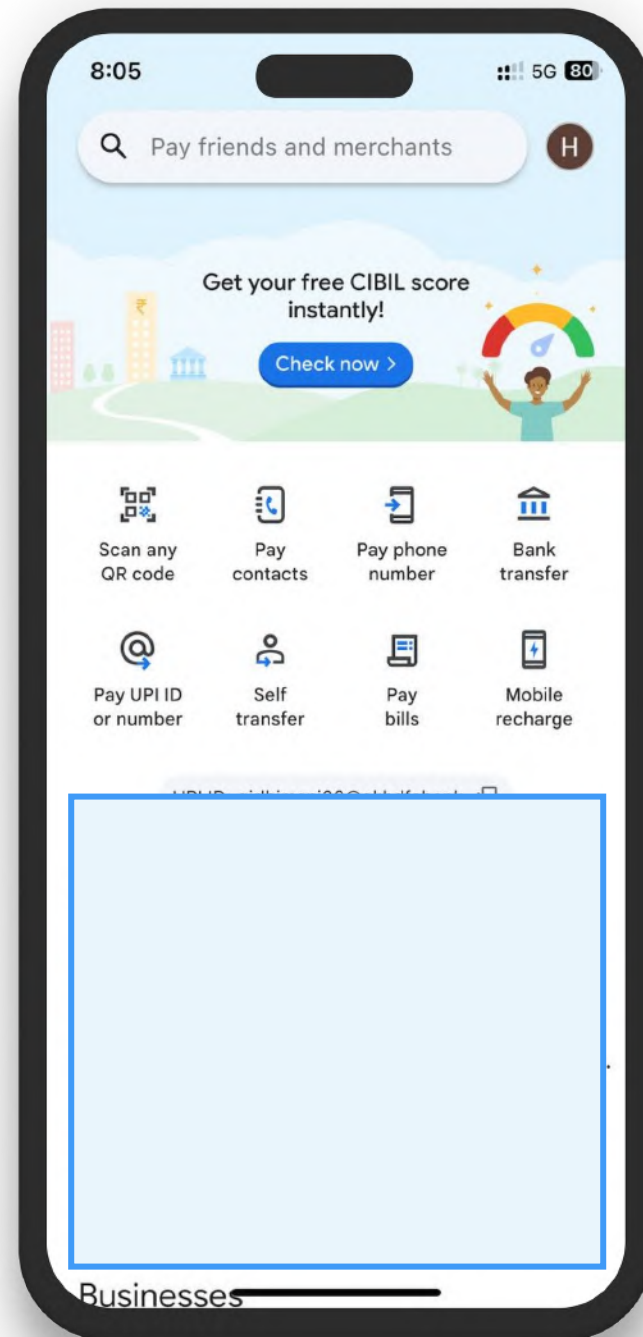 8:05
5G 80
Pay friends and merchants
H
Get your free CIBIL score
instantly!
Check now >
₹
Scan any
QR code
Pay
contacts
Pay phone
number
Bank
transfer
Pay UPI ID
or number
Self
transfer
Pay
bills
Mobile
recharge
Businesses